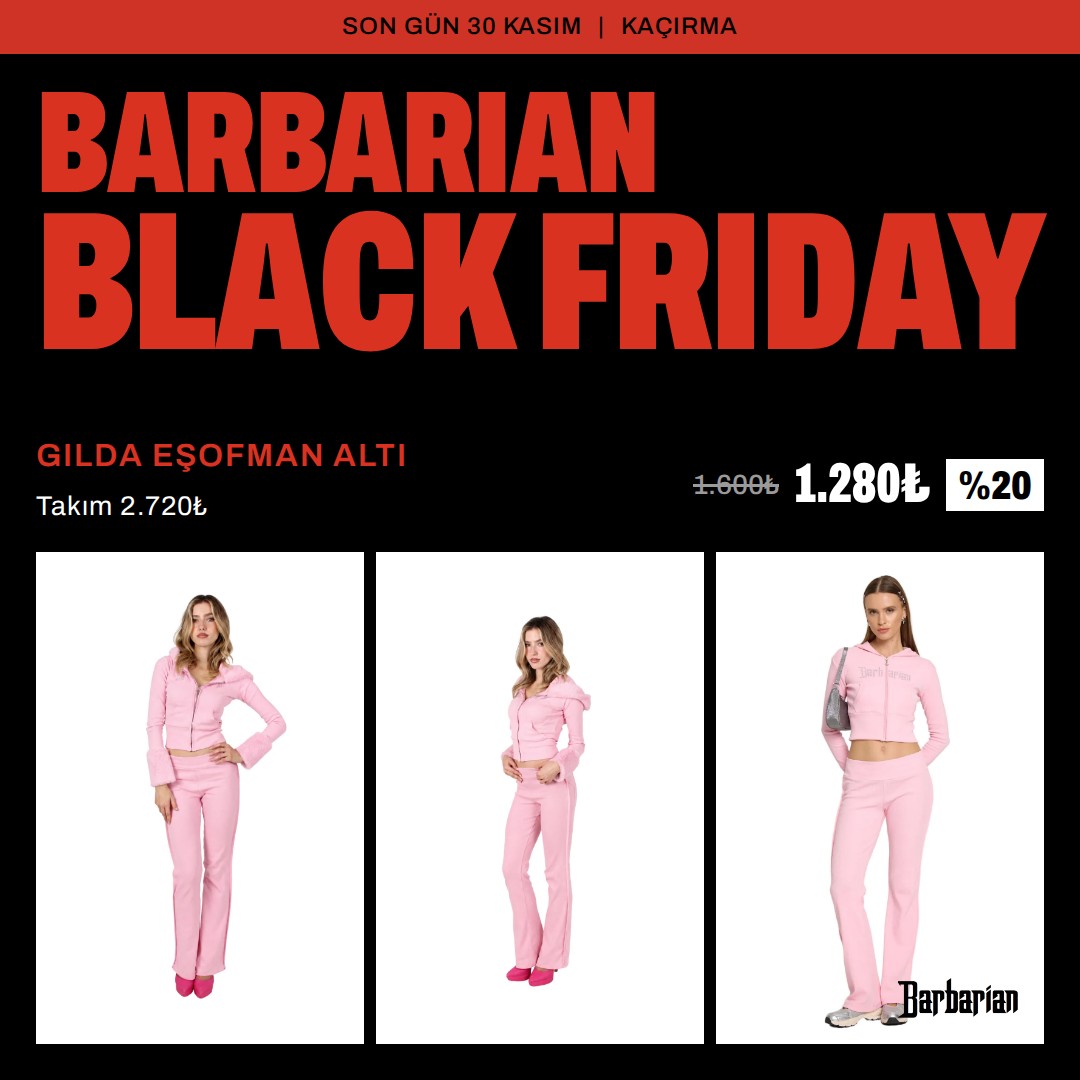 SON GÜN 30 KASIM | KAÇIRMA
BARBARIAN
BLACK FRIDAY
GILDA EŞOFMAN ALTI
Takım 2.720₺
1.600₺ 1.280₺ %20
Barbarian
Barbarian